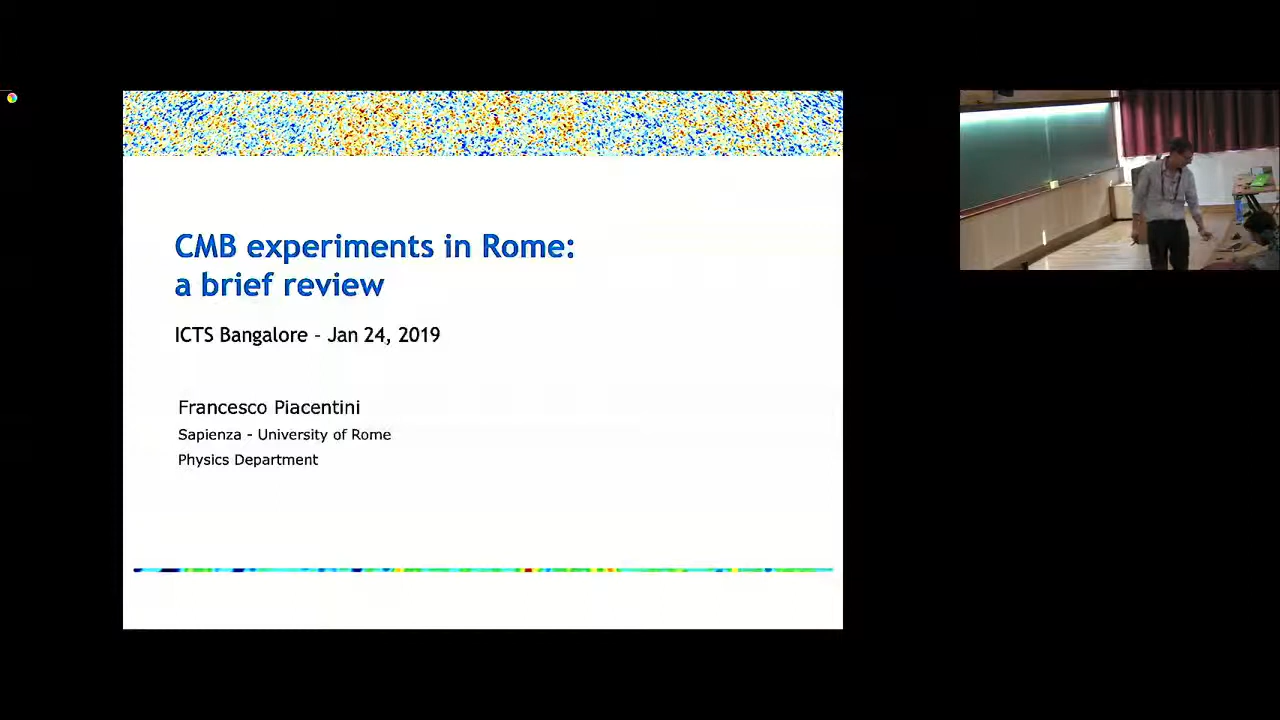 CMB experiments in Rome:
a brief review
ICTS Bangalore - Jan 24, 2019
Francesco Piacentini
Sapienza - University of Rome
Physics Department